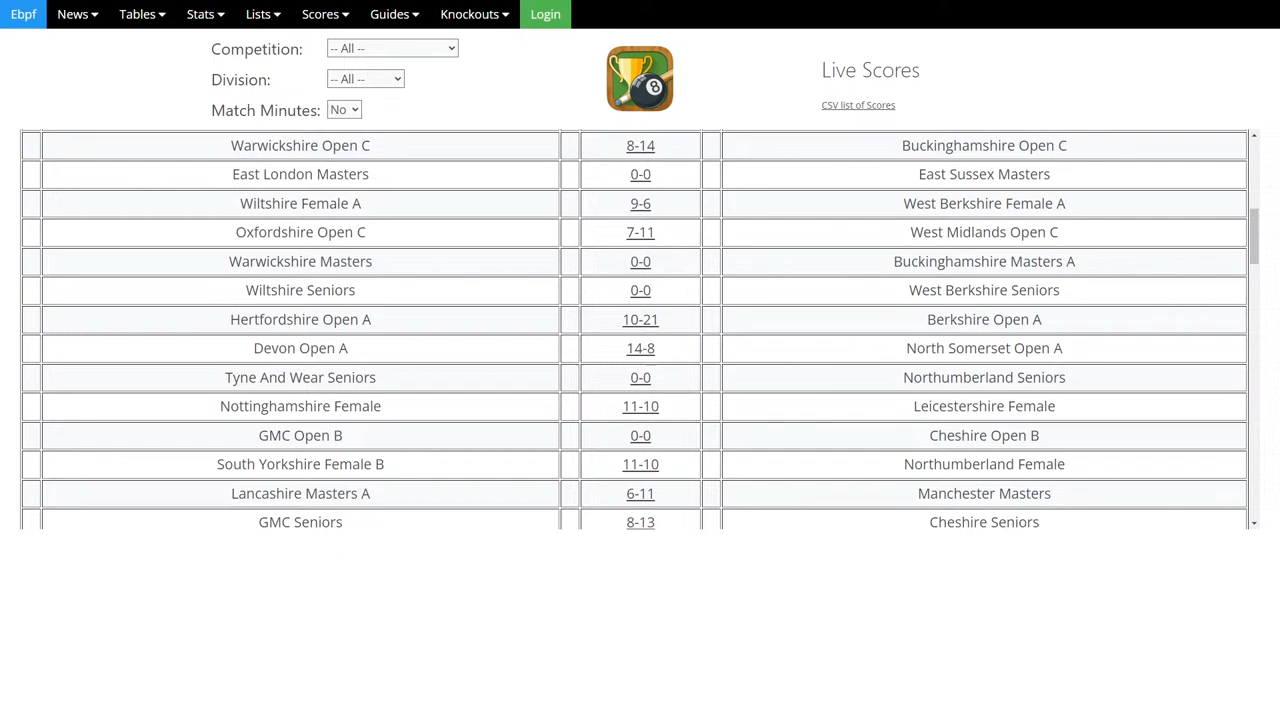 Ebpf News Tables Stats Lists Scores Guides Knockouts Login
Competition: -- All --
Division: -- All --
Match Minutes: No
8
Live Scores
CSV list of Scores
Warwickshire Open C 8-14 Buckinghamshire Open C
East London Masters 0-0 East Sussex Masters
Wiltshire Female A 9-6 West Berkshire Female A
Oxfordshire Open C 7-11 West Midlands Open C
Warwickshire Masters 0-0 Buckinghamshire Masters A
Wiltshire Seniors 0-0 West Berkshire Seniors
Hertfordshire Open A 10-21 Berkshire Open A
Devon Open A 14-8 North Somerset Open A
Tyne And Wear Seniors 0-0 Northumberland Seniors
Nottinghamshire Female 11-10 Leicestershire Female
GMC Open B 0-0 Cheshire Open B
South Yorkshire Female B 11-10 Northumberland Female
Lancashire Masters A 6-11 Manchester Masters
GMC Seniors 8-13 Cheshire Seniors